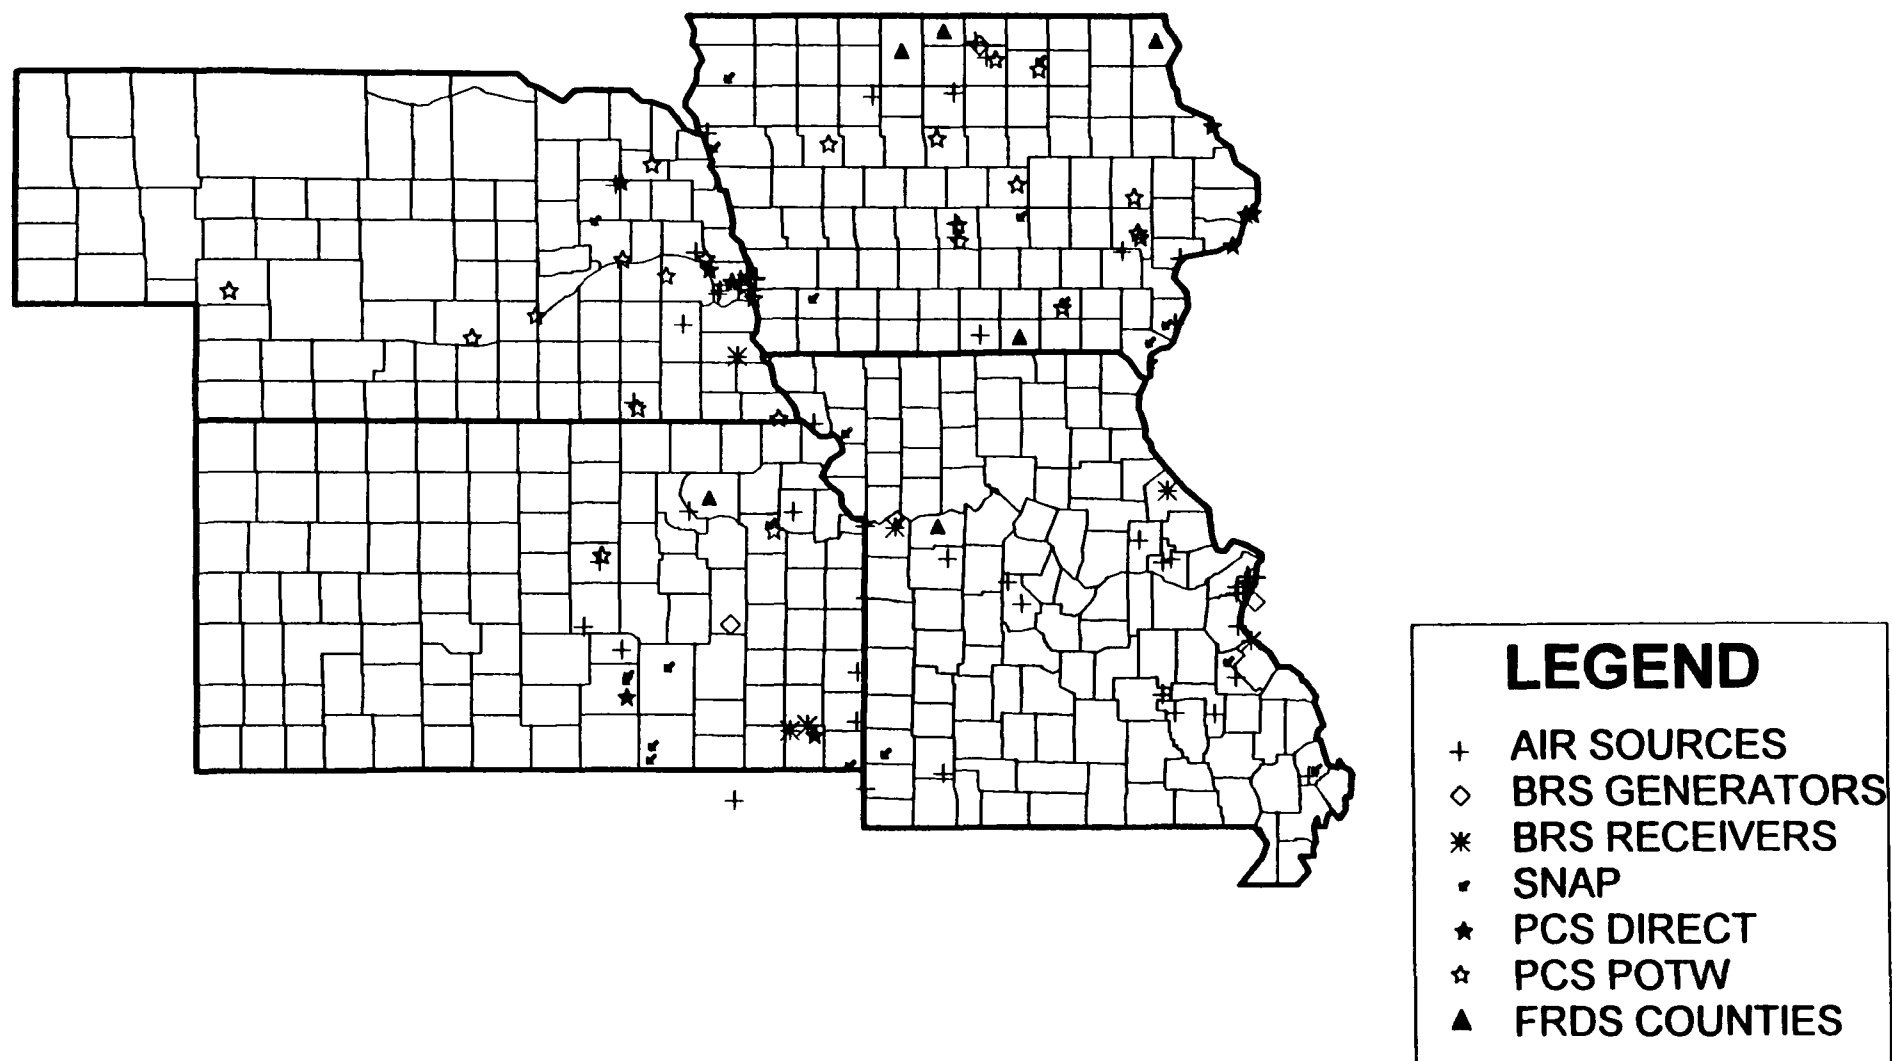 LEGEND
AIR SOURCES
BRS GENERATORS
BRS RECEIVERS
SNAP
PCS DIRECT
PCS POTW
FRDS COUNTIES